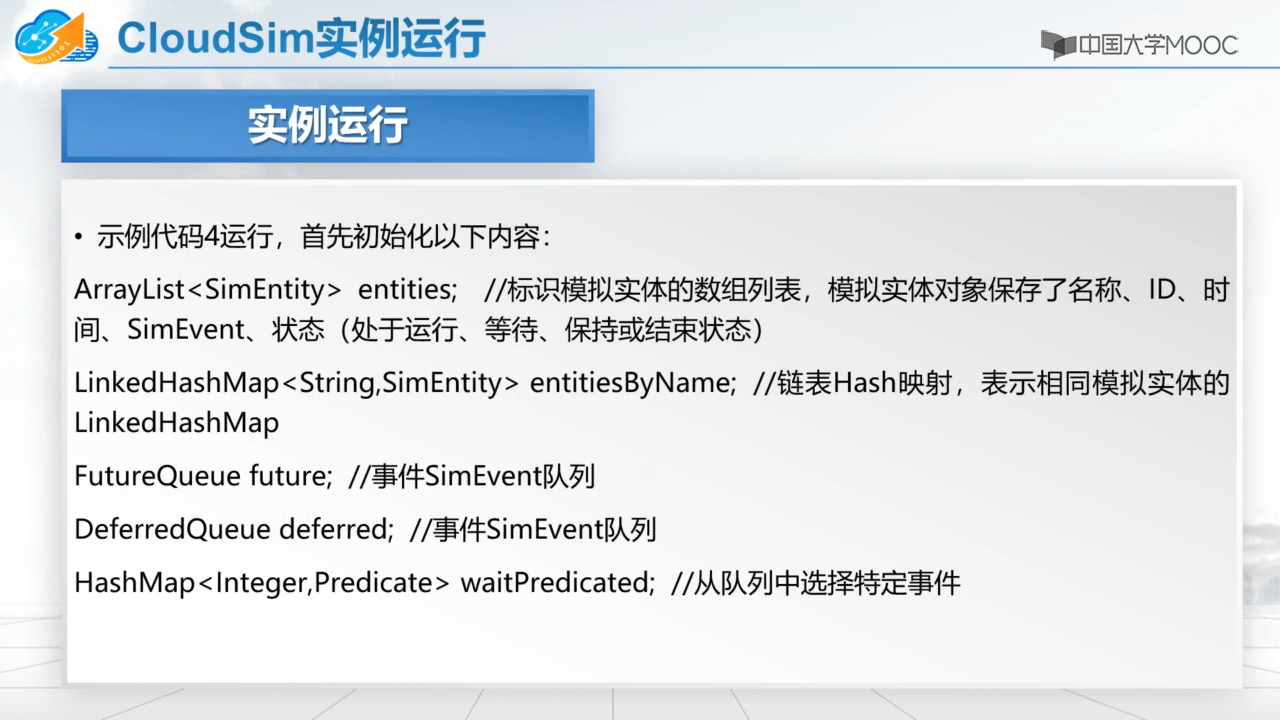 CloudSim实例运行
中国大学MOOC
实例运行
• 示例代码4运行，首先初始化以下内容：
ArrayList<SimEntity> entities; //标识模拟实体的数组列表，模拟实体对象保存了名称、ID、时
间、SimEvent、状态（处于运行、等待、保持或结束状态）
LinkedHashMap<String,SimEntity> entitiesByName; //链表Hash映射，表示相同模拟实体的
LinkedHashMap
FutureQueue future; //事件SimEvent队列
DeferredQueue deferred; //事件SimEvent队列
HashMap<Integer,Predicate> waitPredicated; //从队列中选择特定事件